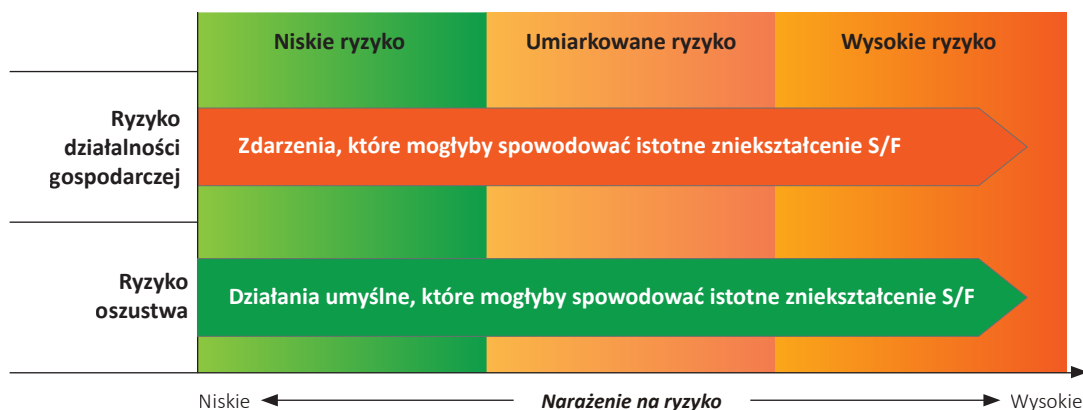 Niskie ryzyko
Umiarkowane ryzyko
Wysokie ryzyko
Ryzyko
działalności
gospodarczej
Zdarzenia, które mogłyby spowodować istotne zniekształcenie S/F
Ryzyko
oszustwa
Działania umyślne, które mogłyby spowodować istotne zniekształcenie S/F
Niskie
Narażenie na ryzyko
Wysokie